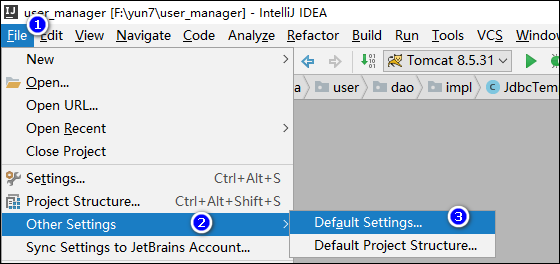 user_manager [F:\yun7\user_manager] - IntelliJ IDEA
File Edit View Navigate Code Analyze Refactor Build Run Tools VCS Window
1
New
Open...
Open URL...
Open Recent
Close Project
Settings... Ctrl+Alt+S
Project Structure... Ctrl+Alt+Shift+S
Other Settings 2
Sync Settings to JetBrains Account...
Tomcat 8.5.31
user dao impl JdbcTem
Default Settings... 3
Default Project Structure...